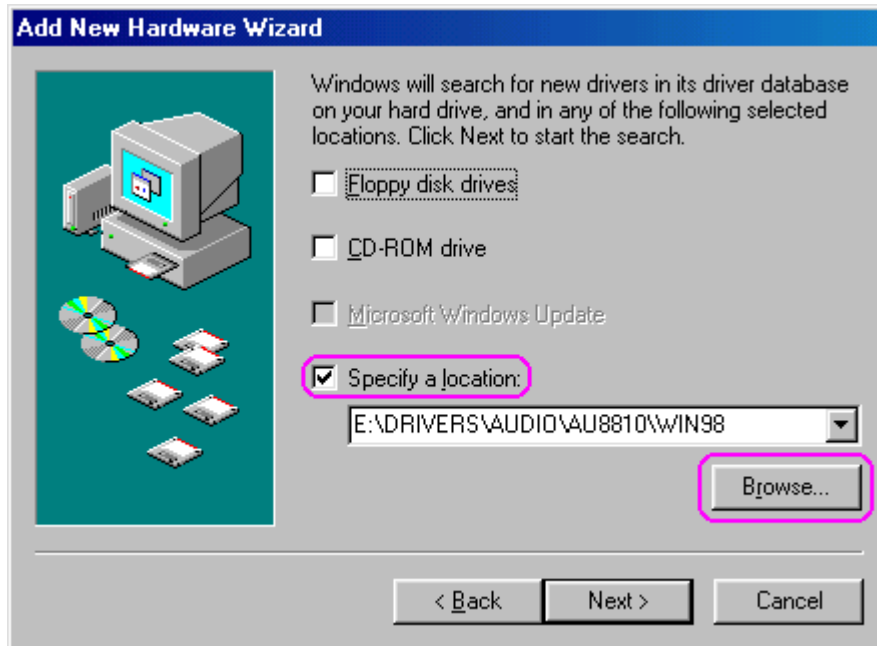 Add New Hardware Wizard
Windows will search for new drivers in its driver database
on your hard drive, and in any of the following selected
locations. Click Next to start the search.
Floppy disk drives
CD-ROM drive
Microsoft Windows Update
Specify a location:
E:\DRIVERS\AUDIO\AU8810\WIN98
Browse...
< Back
Next >
Cancel